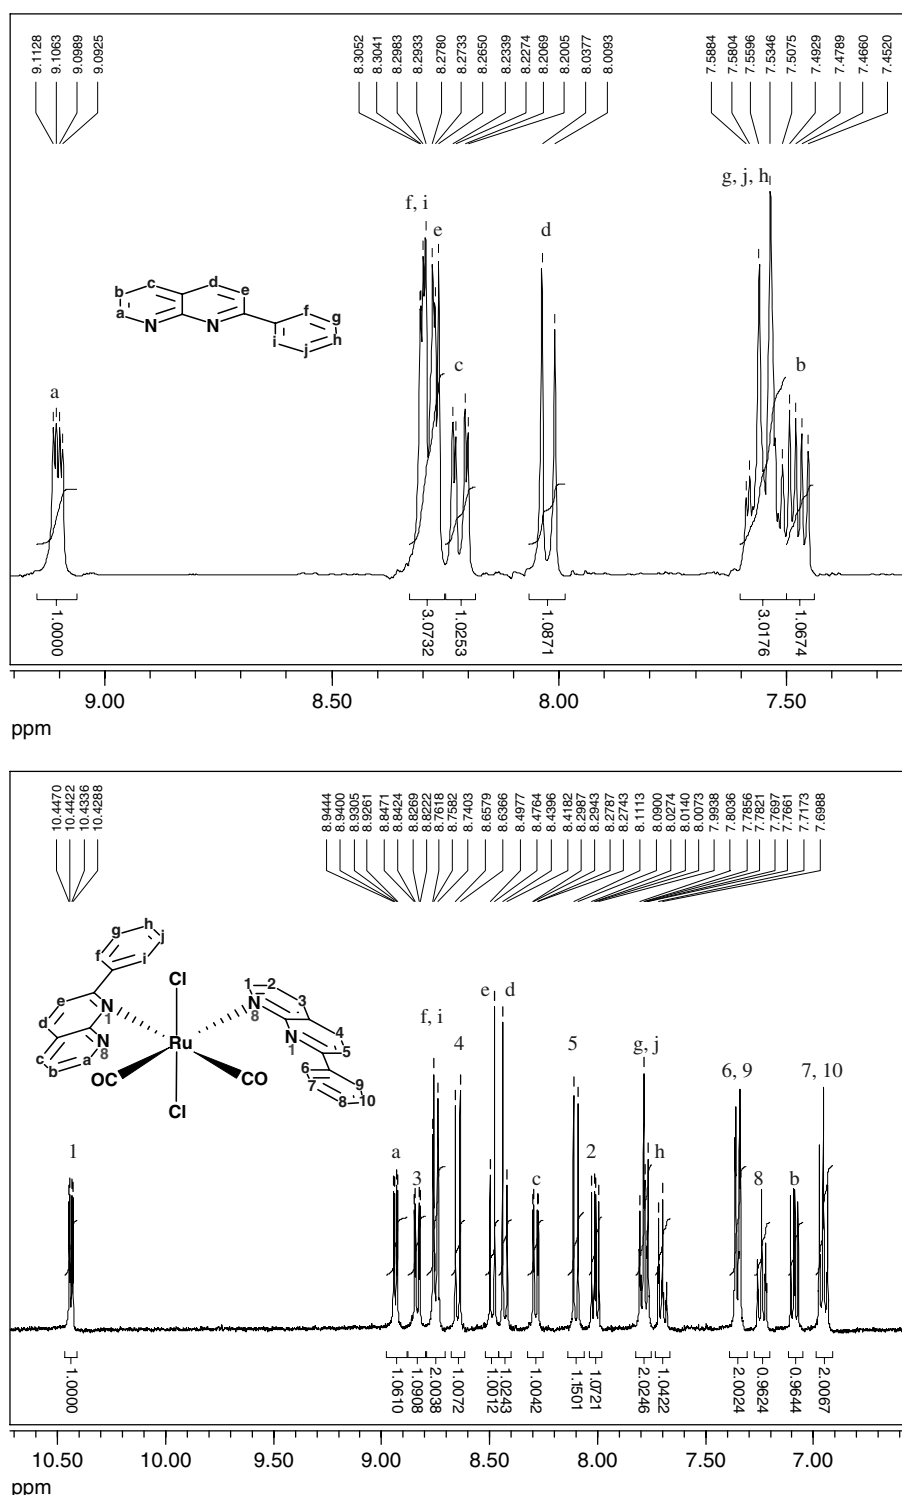 9.1128 9.1063 9.0989 9.0925 8.3052 8.3041 8.2983 8.2933 8.2780 8.2733 8.2650 8.2339 8.2274 8.2069 8.2005 8.0377 8.0093 7.5884 7.5804 7.5596 7.5346 7.5075 7.4929 7.4789 7.4660 7.4520
g, j, h
f, i
e d
c b
a
b c d e
a N N
f g
i j h
1.0000 3.0732 1.0253 1.0871 3.0176 1.0674
9.00 8.50 8.00 7.50
ppm
10.4470 10.4422 10.4336 10.4288 8.9444 8.9400 8.9305 8.9261 8.8471 8.8424 8.8269 8.8222 8.7618 8.7582 8.7403 8.6579 8.6366 8.4977 8.4764 8.4396 8.4182 8.2987 8.2943 8.2787 8.2743 8.1113 8.0900 8.0274 8.0140 8.0073 7.9938 7.8036 7.7856 7.7821 7.7697 7.7661 7.7173 7.6988
g h j
f i
e N 1
d N 8
c b a
Cl
Ru
OC CO
Cl
1 2 3
N 8
4
N 1 5
6 9
7 8 10
e d
f, i 4 5 g, j 6, 9 7, 10
1 a 3 c 2 h 8 b
1.0000 1.0610 1.0908 2.0038 1.0072 1.0012 1.0243 1.0042 1.1501 1.0721 2.0246 1.0422 2.0024 0.9624 0.9644 2.0067
10.50 10.00 9.50 9.00 8.50 8.00 7.50 7.00
ppm